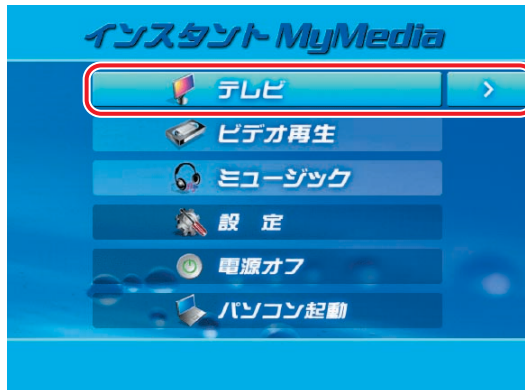 インスタント MyMedia
テレビ
ビデオ再生
ミュージック
設 定
電源オフ
パソコン起動